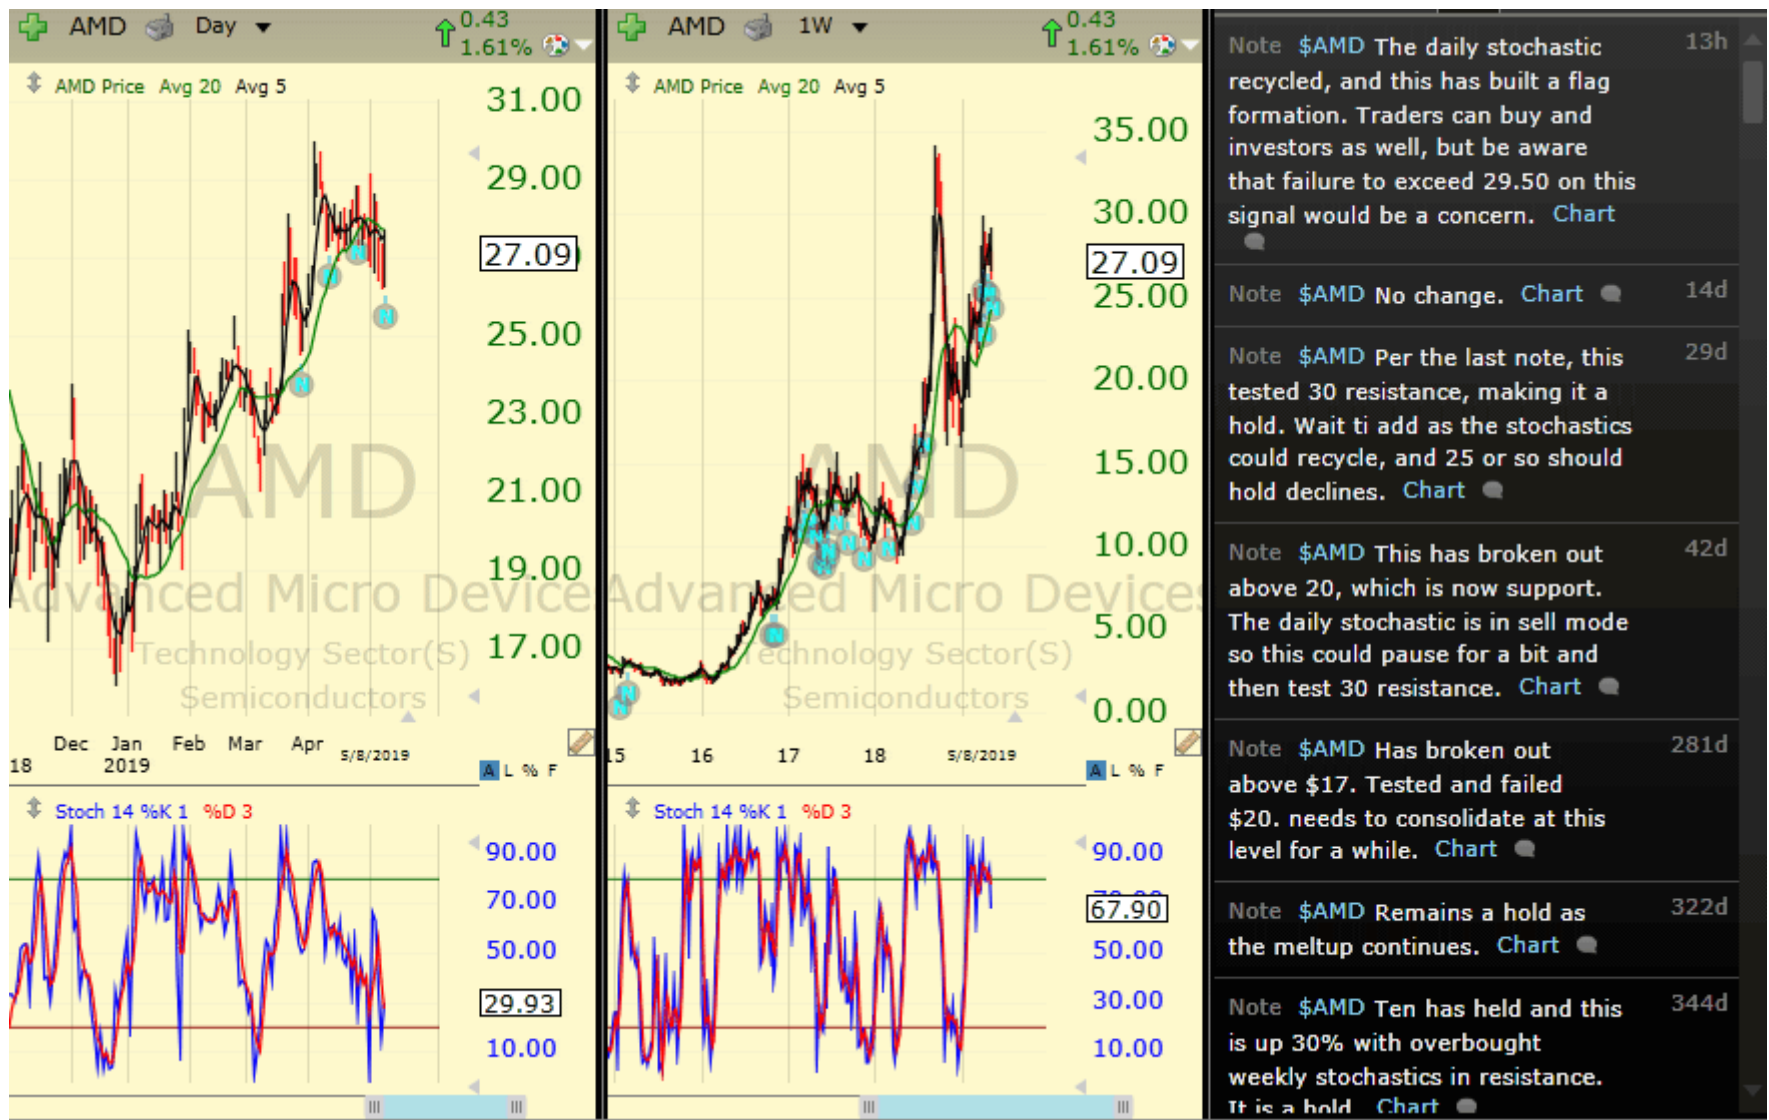 AMD Day
0.43
1.61%
AMD Price Avg 20 Avg 5
31.00
29.00
27.09
25.00
23.00
21.00
19.00
17.00
AMD
Advanced Micro Device
Technology Sector(S)
Semiconductors
Dec Jan Feb Mar Apr 5/8/2019
18 2019
A L % F
Stoch 14 %K 1 %D 3
90.00
70.00
50.00
29.93
10.00
AMD 1W
0.43
1.61%
AMD Price Avg 20 Avg 5
35.00
30.00
27.09
25.00
20.00
15.00
10.00
5.00
0.00
AMD
Advanced Micro Devices
Technology Sector(S)
Semiconductors
15 16 17 18 5/8/2019
A L % F
Stoch 14 %K 1 %D 3
90.00
70.00
67.90
50.00
30.00
10.00
Note $AMD The daily stochastic 13h
recycled, and this has built a flag
formation. Traders can buy and
investors as well, but be aware
that failure to exceed 29.50 on this
signal would be a concern. Chart
Note $AMD No change. Chart 14d
Note $AMD Per the last note, this 29d
tested 30 resistance, making it a
hold. Wait ti add as the stochastics
could recycle, and 25 or so should
hold declines. Chart
Note $AMD This has broken out 42d
above 20, which is now support.
The daily stochastic is in sell mode
so this could pause for a bit and
then test 30 resistance. Chart
Note $AMD Has broken out 281d
above $17. Tested and failed
$20. needs to consolidate at this
level for a while. Chart
Note $AMD Remains a hold as 322d
the meltup continues. Chart
Note $AMD Ten has held and this 344d
is up 30% with overbought
weekly stochastics in resistance.
It is a hold. Chart